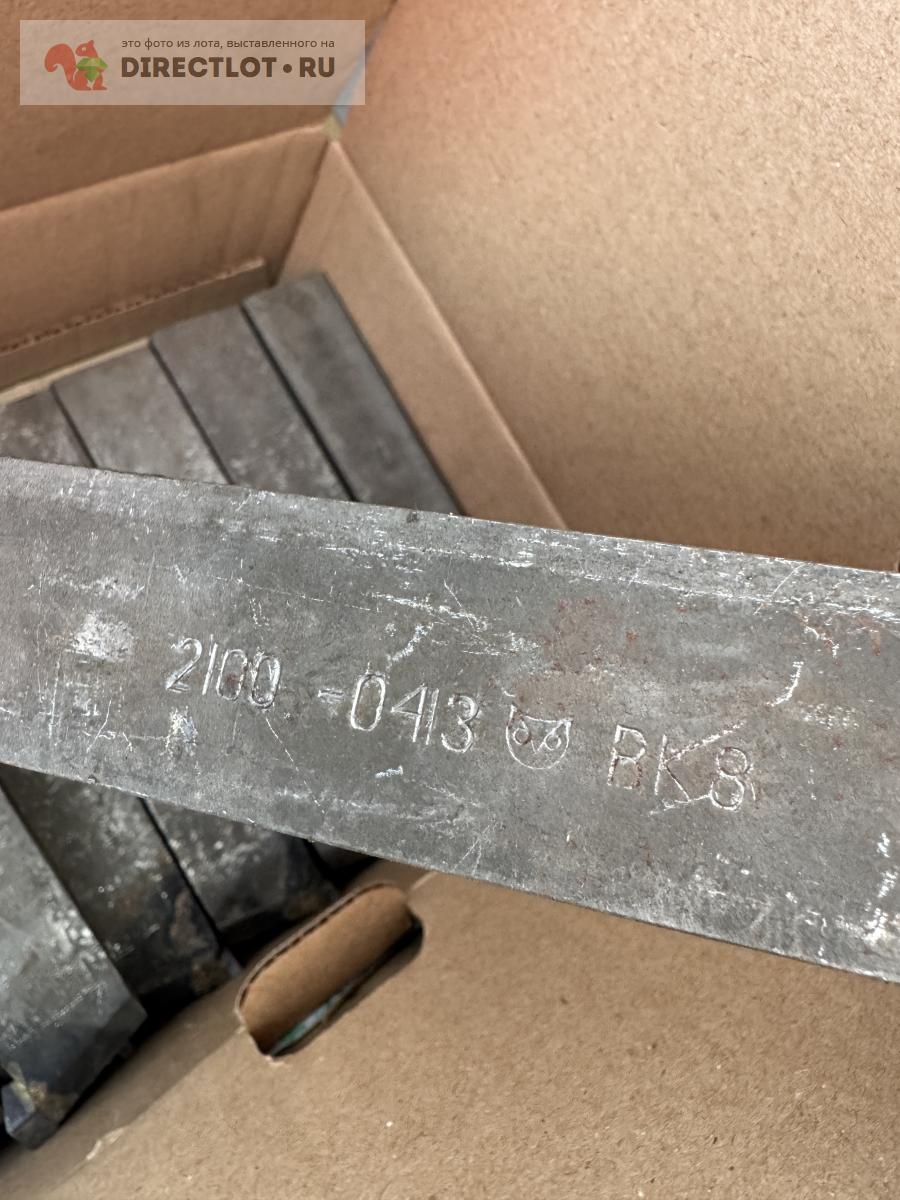 это фото из лота, выставленного на
DIRECTLOT•RU
2100-0413 ВК8